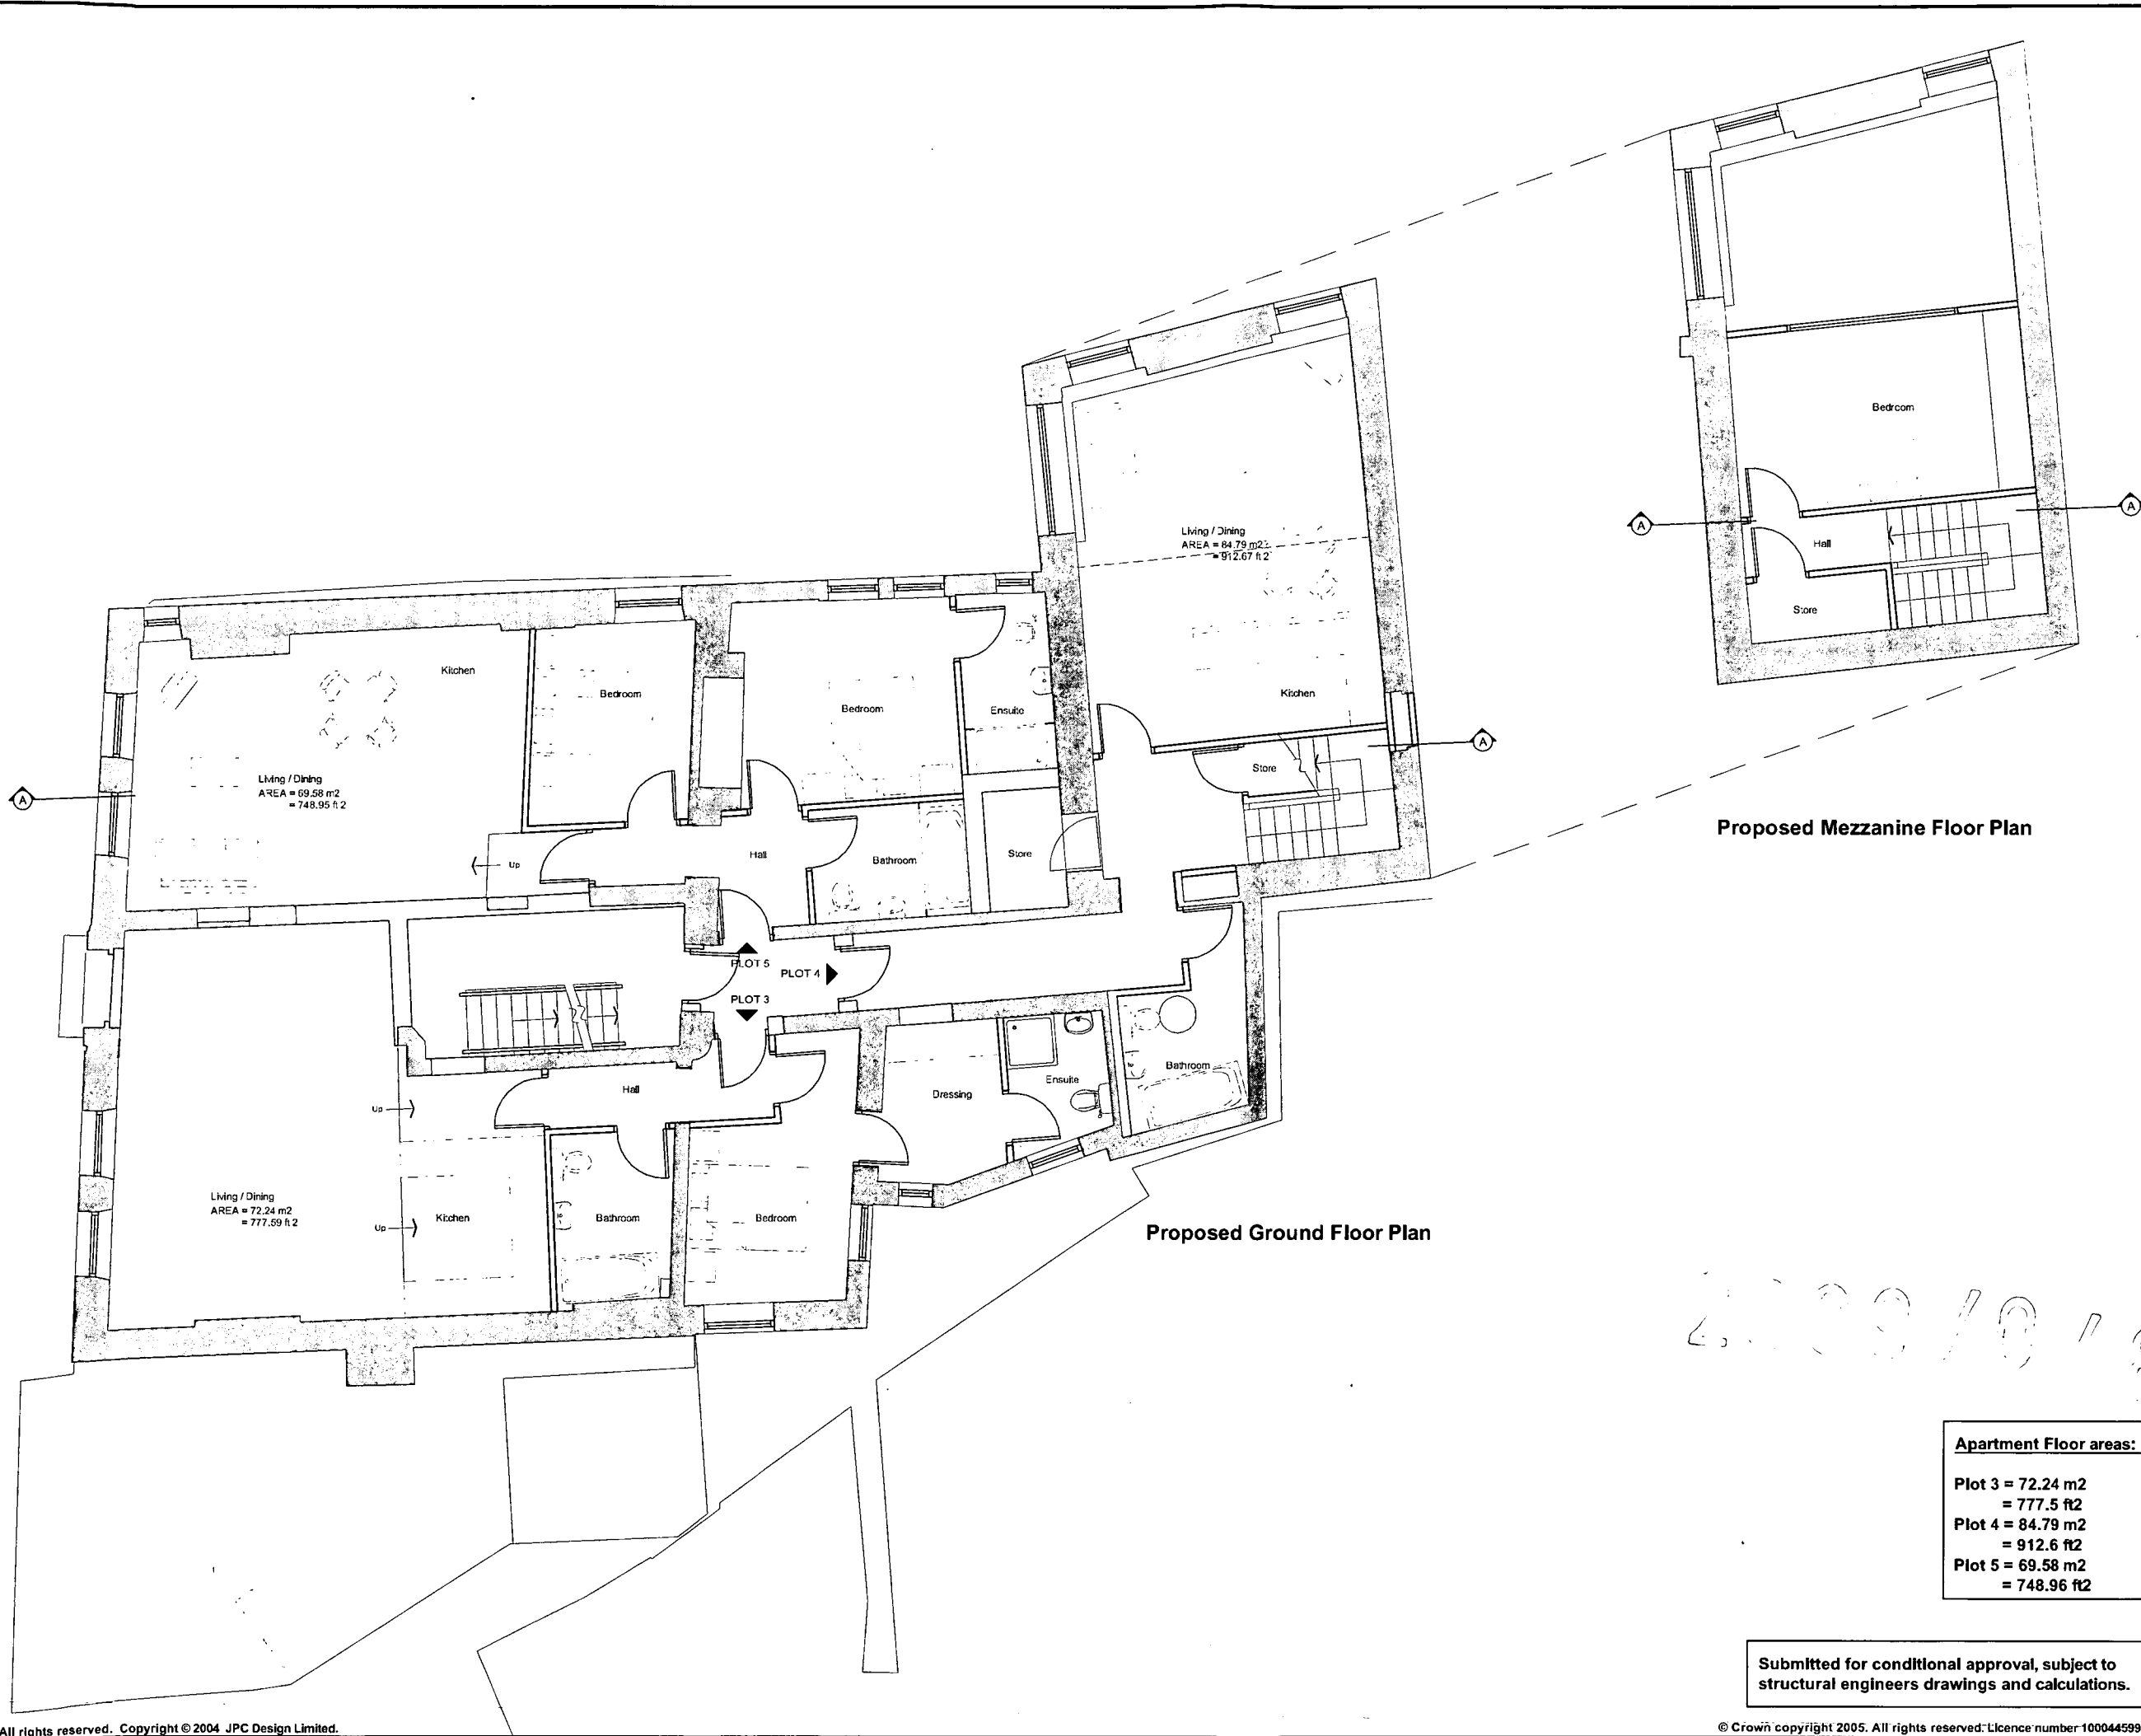 Living / Dining
AREA = 84.79 m2
= 912.67 ft 2
Kitchen
Store
A
Bedroom
Hall
Store
A
A
Proposed Mezzanine Floor Plan
Kitchen
Bedroom
Bedroom
Ensuite
Living / Dining
AREA = 69.58 m2
= 748.95 ft 2
A
Up
Hall
Bathroom
Store
PLOT 5
PLOT 4
PLOT 3
Hall
Dressing
Ensuite
Bathroom
Up
Up
Living / Dining
AREA = 72.24 m2
= 777.59 ft 2
Kitchen
Bathroom
Bedroom
Proposed Ground Floor Plan
Apartment Floor areas:
Plot 3 = 72.24 m2
= 777.5 ft2
Plot 4 = 84.79 m2
= 912.6 ft2
Plot 5 = 69.58 m2
= 748.96 ft2
Submitted for conditional approval, subject to
structural engineers drawings and calculations.
All rights reserved. Copyright © 2004 JPC Design Limited.
© Crown copyright 2005. All rights reserved. Licence number 100044599